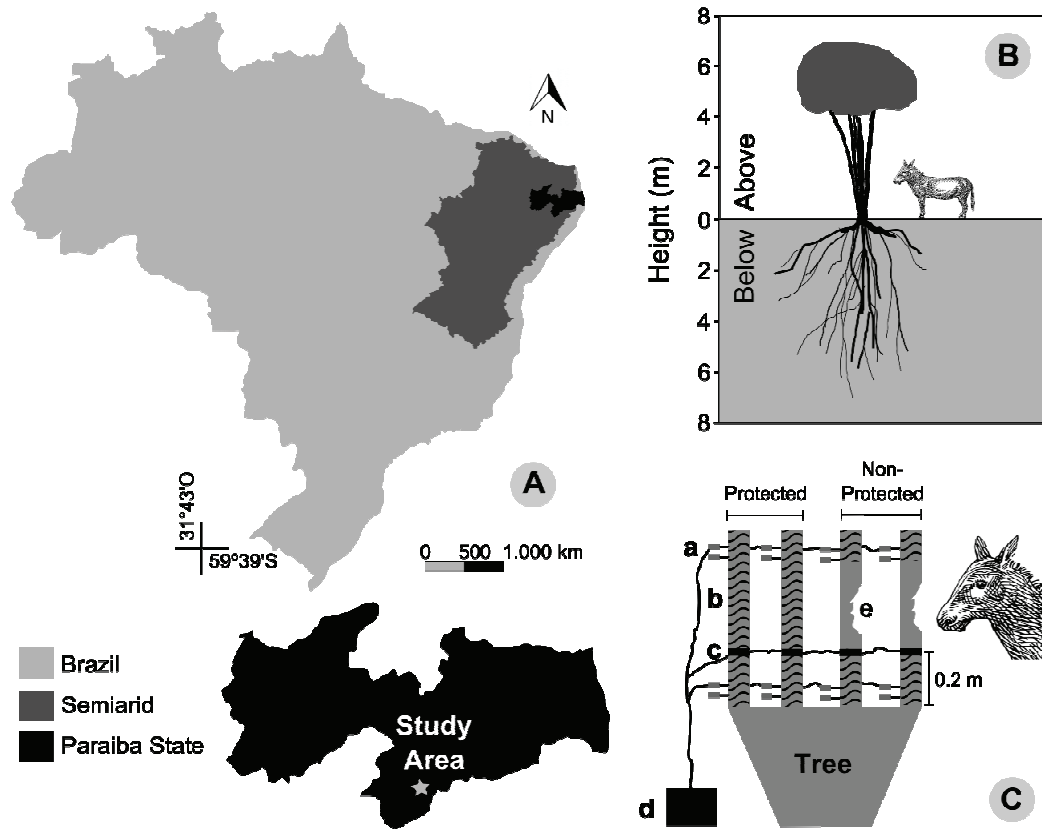 N
A
31°43'O
59°39'S
0 500 1.000 km
Brazil
Semiarid
Paraiba State
Study
Area
B
Height (m)
Above
Below
8
6
4
2
0
2
4
6
8
Non-
Protected Protected
a
b
e
c
0.2 m
Tree
d
C